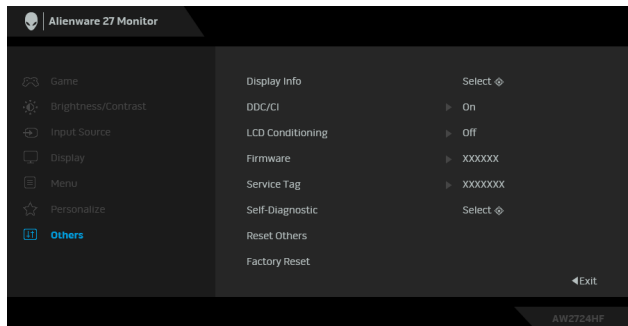 Alienware 27 Monitor
Game
Display Info Select
Brightness/Contrast
DDC/CI On
Input Source
LCD Conditioning Off
Display
Firmware XXXXXX
Menu
Service Tag XXXXXXX
Personalize
Self-Diagnostic Select
Others
Reset Others
Factory Reset
Exit
AW2724HF